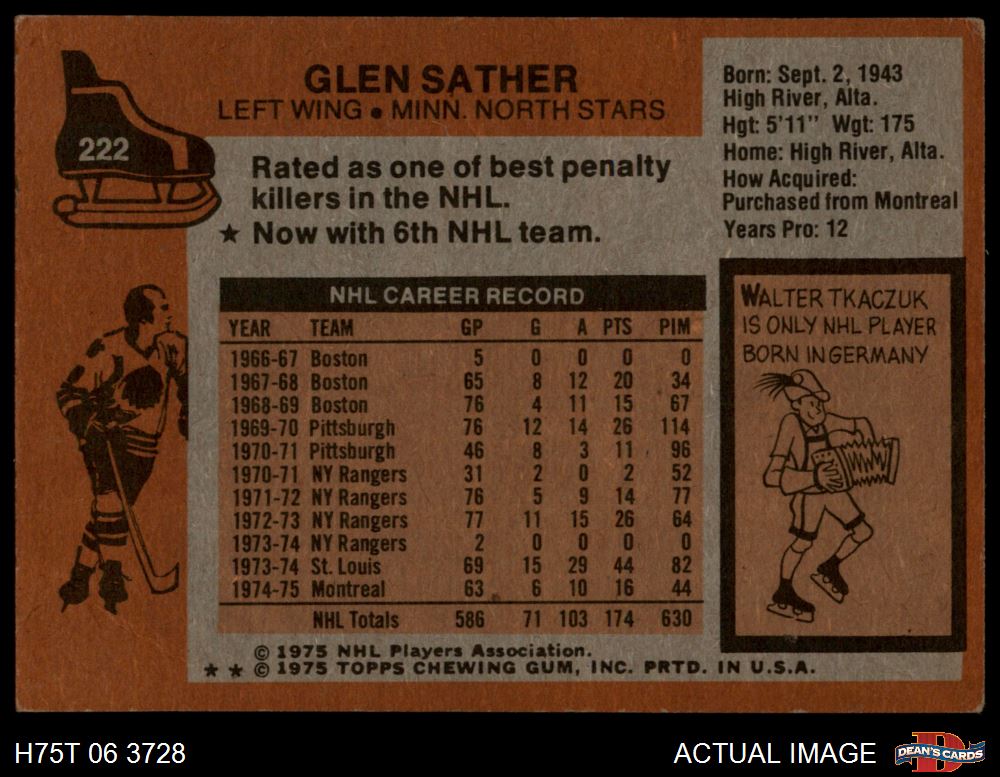 222
GLEN SATHER
LEFT WING • MINN. NORTH STARS
Rated as one of best penalty
killers in the NHL.
★ Now with 6th NHL team.
Born: Sept. 2, 1943
High River, Alta.
Hgt: 5'11" Wgt: 175
Home: High River, Alta.
How Acquired:
Purchased from Montreal
Years Pro: 12
NHL CAREER RECORD
YEAR TEAM GP G A PTS PIM
1966-67 Boston 5 0 0 0 0
1967-68 Boston 65 8 12 20 34
1968-69 Boston 76 4 11 15 67
1969-70 Pittsburgh 76 12 14 26 114
1970-71 Pittsburgh 46 8 3 11 96
1970-71 NY Rangers 31 2 0 2 52
1971-72 NY Rangers 76 5 9 14 77
1972-73 NY Rangers 77 11 15 26 64
1973-74 NY Rangers 2 0 0 0 0
1973-74 St. Louis 69 15 29 44 82
1974-75 Montreal 63 6 10 16 44
NHL Totals 586 71 103 174 630
WALTER TKACZUK
IS ONLY NHL PLAYER
BORN IN GERMANY
© 1975 NHL Players Association.
★ ★ © 1975 TOPPS CHEWING GUM, INC. PRTD. IN U.S.A.
H75T 06 3728
ACTUAL IMAGE
D
DEAN'S CARDS